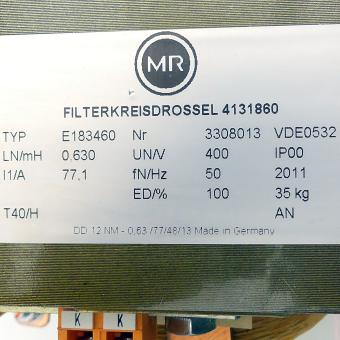 MR
FILTERKREISDROSSEL 4131860
TYP E183460 Nr 3308013 VDE0532
LN/mH 0,630 UN/V 400 IP00
I1/A 77,1 fN/Hz 50 2011
ED/% 100 35 kg
T40/H AN
DD 12 NM - 0,63 /77/48/13 Made in Germany
K K